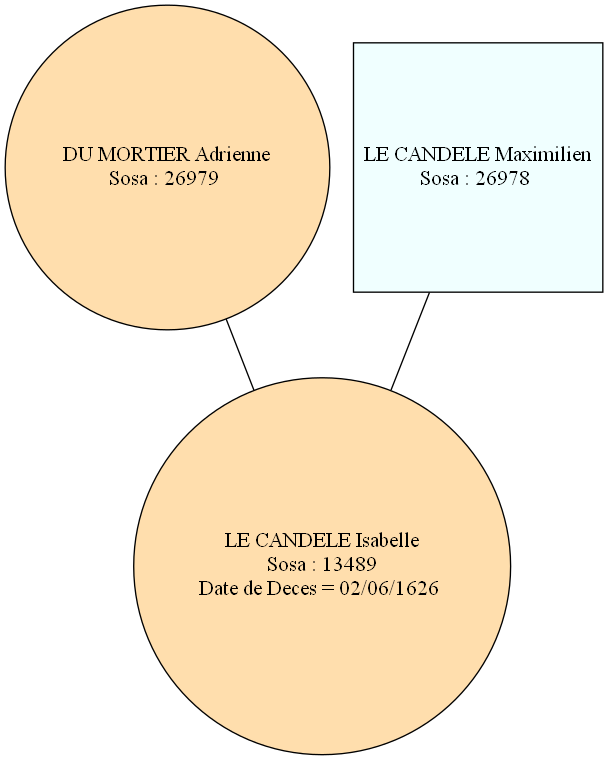 DU MORTIER Adrienne
Sosa : 26979
LE CANDELE Maximilien
Sosa : 26978
LE CANDELE Isabelle
Sosa : 13489
Date de Deces = 02/06/1626